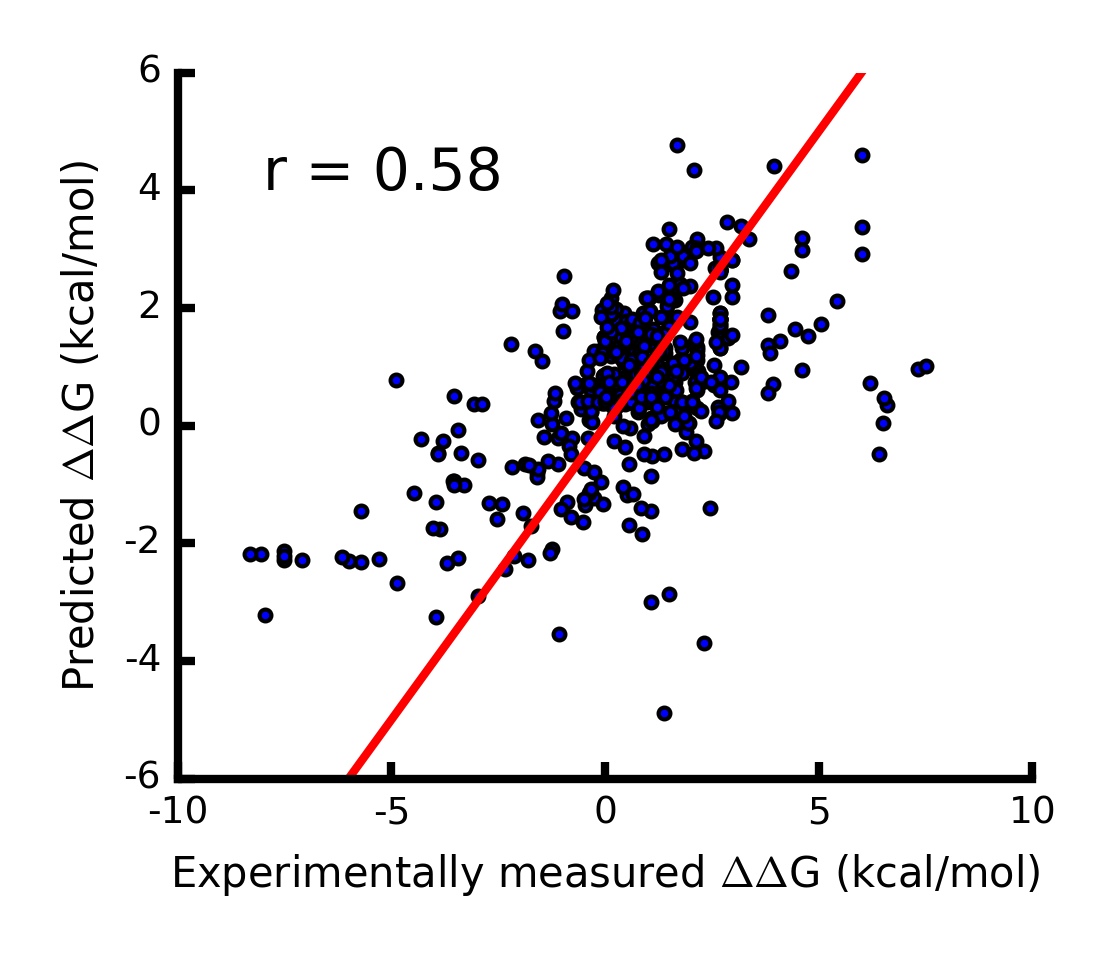 r = 0.58
6
4
2
0
-2
-4
-6
Predicted ΔΔG (kcal/mol)
-10 -5 0 5 10
Experimentally measured ΔΔG (kcal/mol)